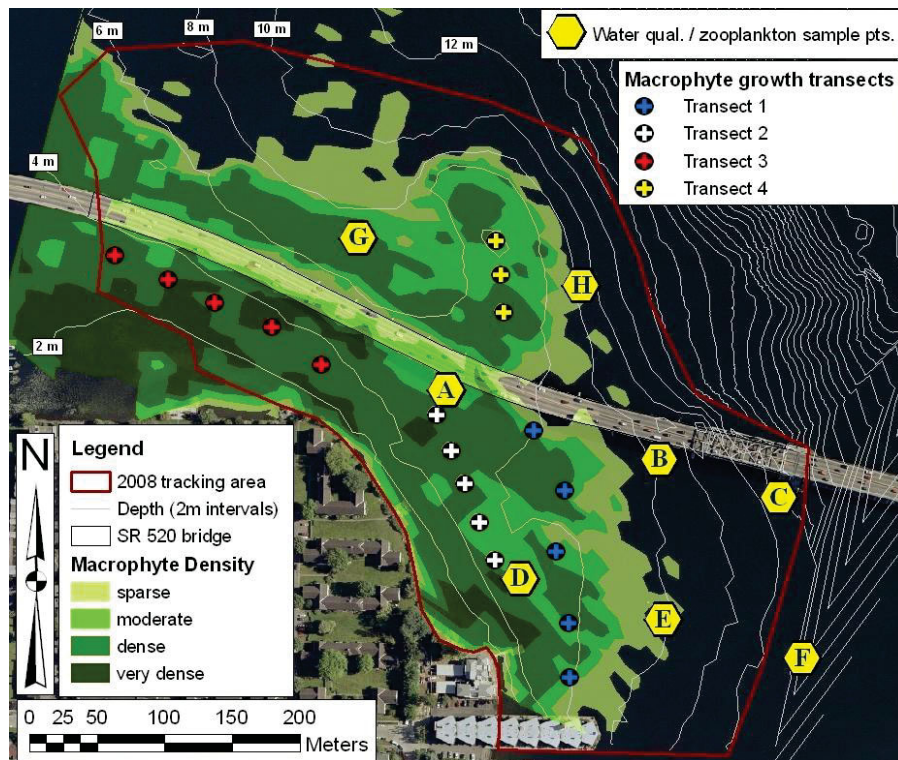 6 m
8 m
10 m
12 m
Water qual. / zooplankton sample pts.
Macrophyte growth transects
Transect 1
Transect 2
Transect 3
Transect 4
4 m
G
H
2 m
A
B
C
D
E
F
N
Legend
2008 tracking area
Depth (2m intervals)
SR 520 bridge
Macrophyte Density
sparse
moderate
dense
very dense
0 25 50 100 150 200
Meters